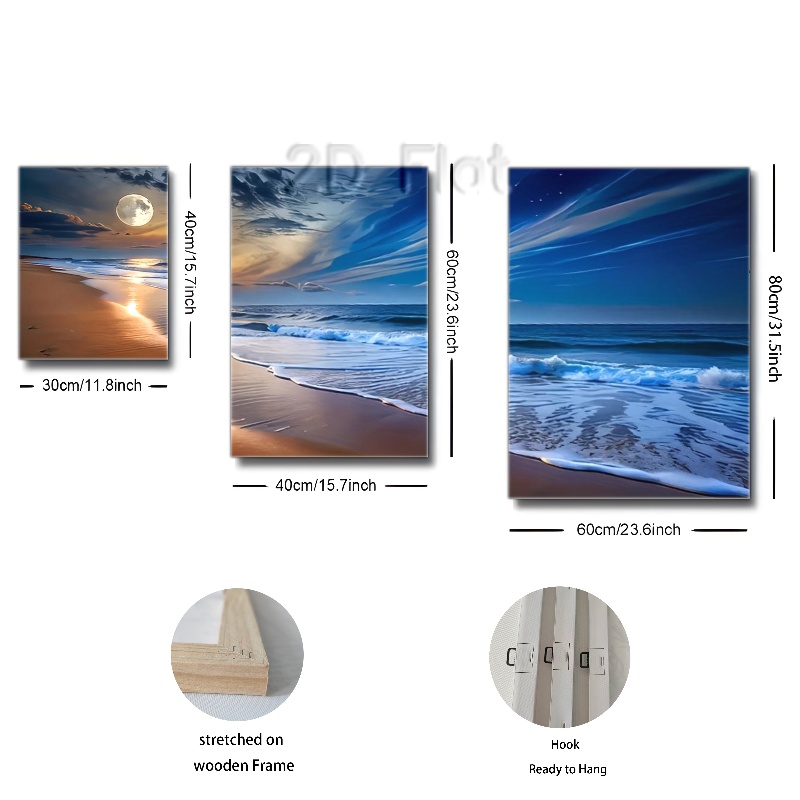 2D Flat
40cm/15.7inch
30cm/11.8inch
60cm/23.6inch
40cm/15.7inch
80cm/31.5inch
60cm/23.6inch
stretched on
wooden Frame
Hook
Ready to Hang